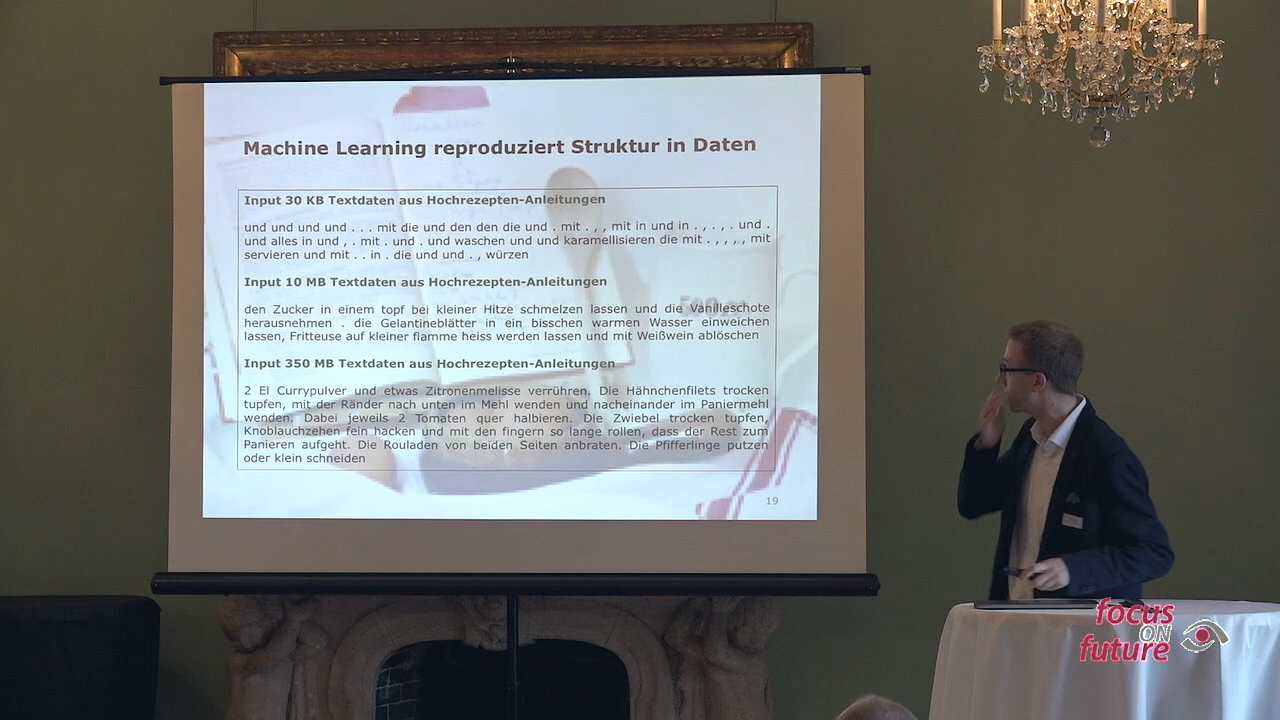 Machine Learning reproduziert Struktur in Daten
Input 30 KB Textdaten aus Hochrezepten-Anleitungen
und und und und . . . mit die und den den die und . mit . , , mit in und in . , . , . und .
und alles in und , . mit . und . und waschen und und karamellisieren die mit . , , , , mit
servieren und mit . . in . die und und . , würzen
Input 10 MB Textdaten aus Hochrezepten-Anleitungen
den Zucker in einem topf bei kleiner Hitze schmelzen lassen und die Vanilleschote
herausnehmen . die Gelantineblätter in ein bisschen warmen Wasser einweichen
lassen, Fritteuse auf kleiner flamme heiss werden lassen und mit Weißwein ablöschen
Input 350 MB Textdaten aus Hochrezepten-Anleitungen
2 El Currypulver und etwas Zitronenmelisse verrühren. Die Hähnchenfilets trocken
tupfen, mit der Ränder nach unten im Mehl wenden und nacheinander im Paniermehl
wenden. Dabei jeweils 2 Tomaten quer halbieren. Die Zwiebel trocken tupfen,
Knoblauchzehen fein hacken und mit den fingern so lange rollen, dass der Rest zum
Panieren aufgeht. Die Rouladen von beiden Seiten anbraten. Die Pfifferlinge putzen
oder klein schneiden
19
focus
ON
future